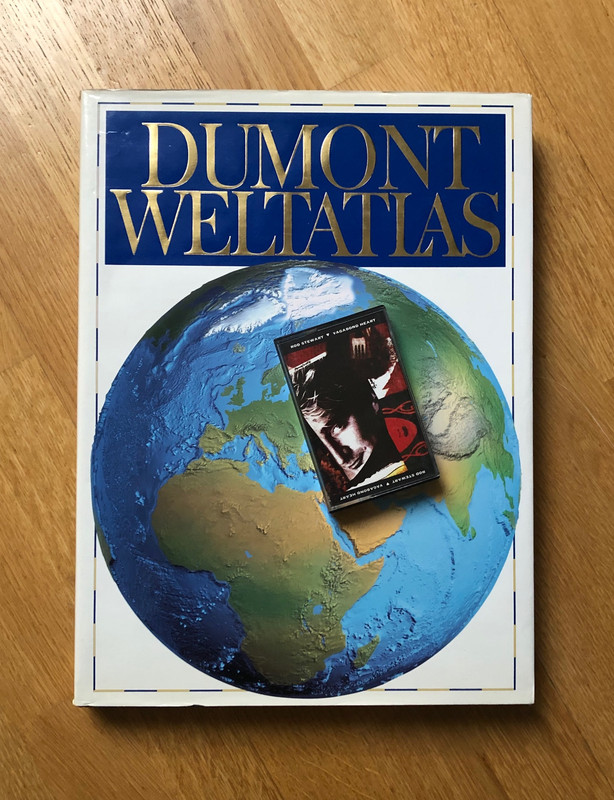 DUMONT
WELTATLAS
ROD STEWART ♥ VAGABOND HEART
ROD STEWART ♥ VAGABOND HEART